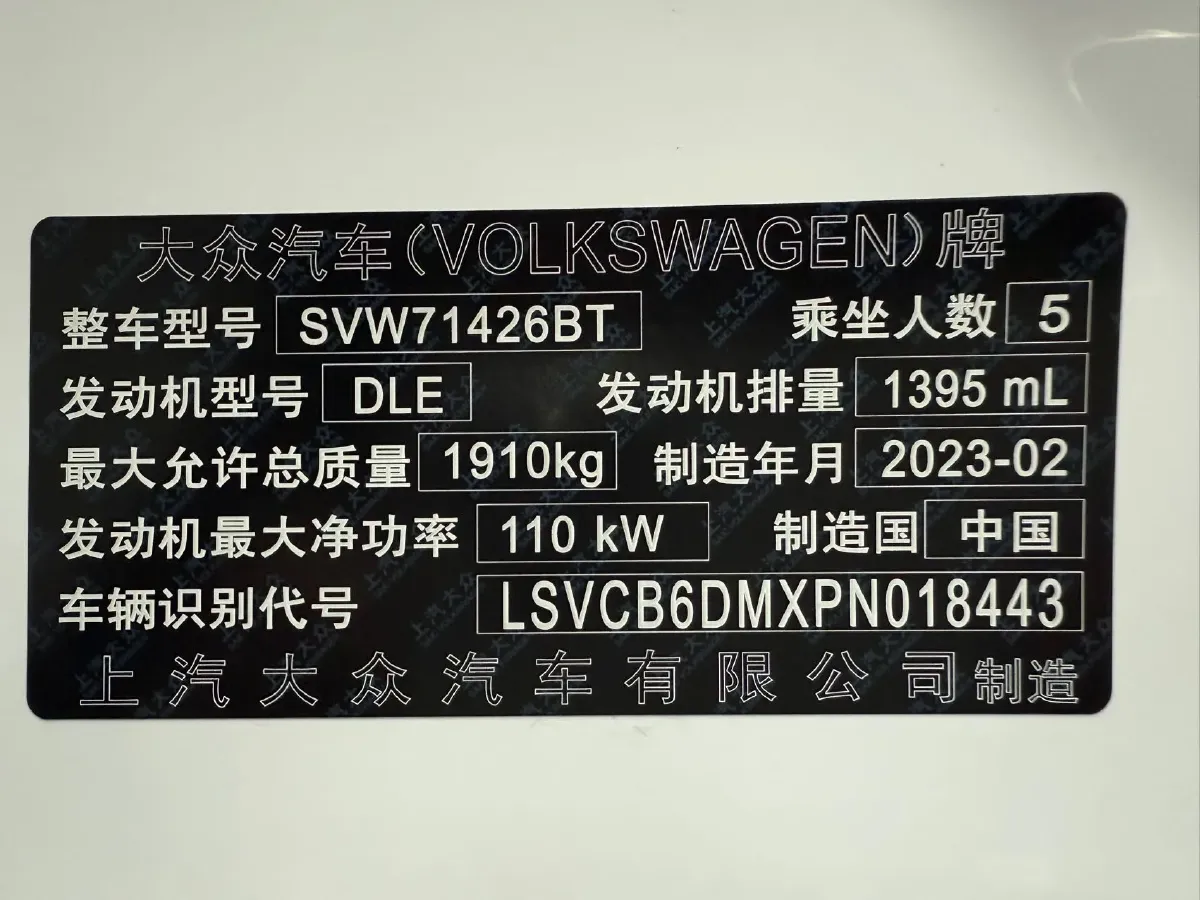 大众汽车(VOLKSWAGEN)牌
整车型号 SVW71426BT 乘坐人数 5
发动机型号 DLE 发动机排量 1395 mL
最大允许总质量 1910kg 制造年月 2023-02
发动机最大净功率 110 kW 制造国 中国
车辆识别代号 LSVCB6DMXPN018443
上汽大众汽车有限公司制造